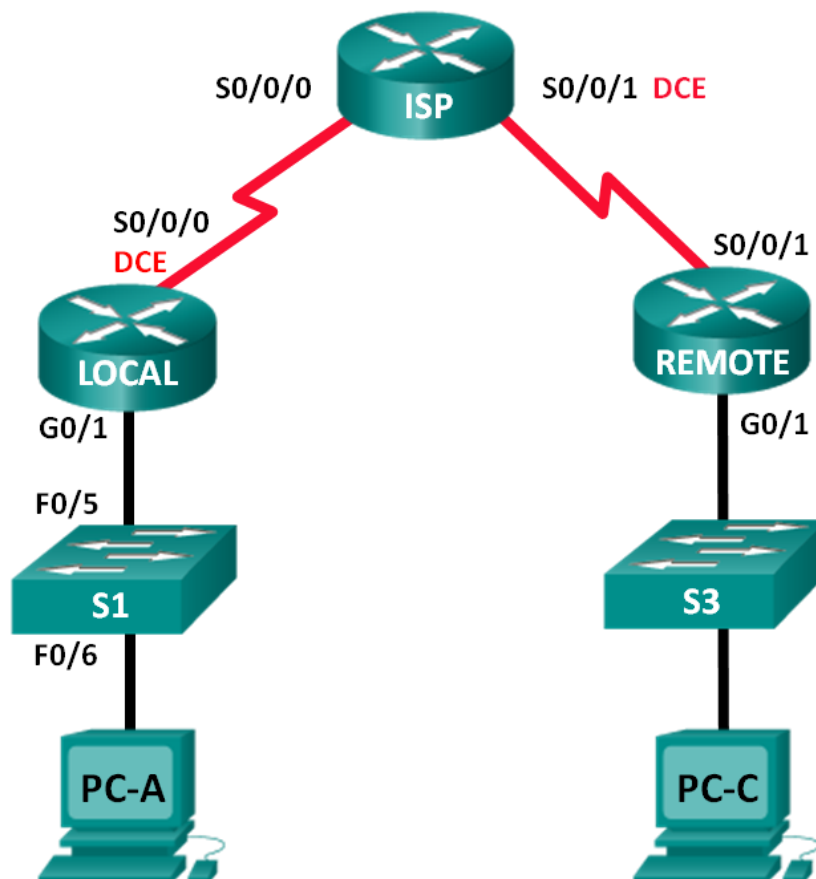 ISP
S0/0/0
S0/0/1 DCE
S0/0/0
DCE
S0/0/1
LOCAL
REMOTE
G0/1
G0/1
F0/5
S1
S3
F0/6
PC-A
PC-C